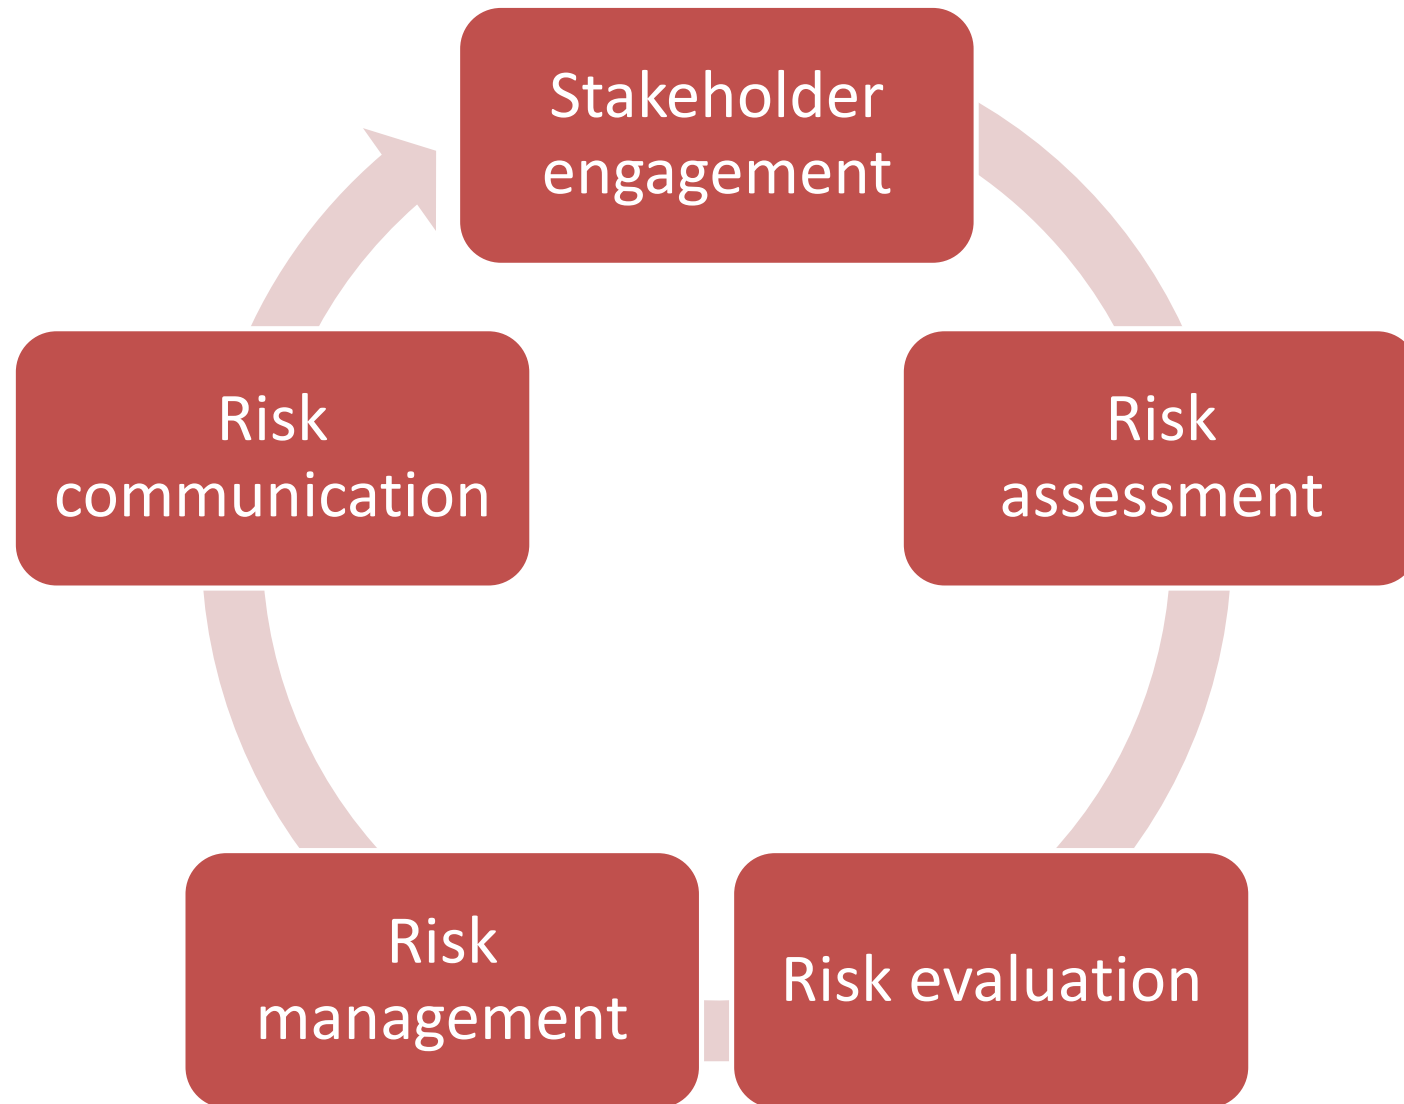 Stakeholder
engagement
Risk
assessment
Risk evaluation
Risk
management
Risk
communication